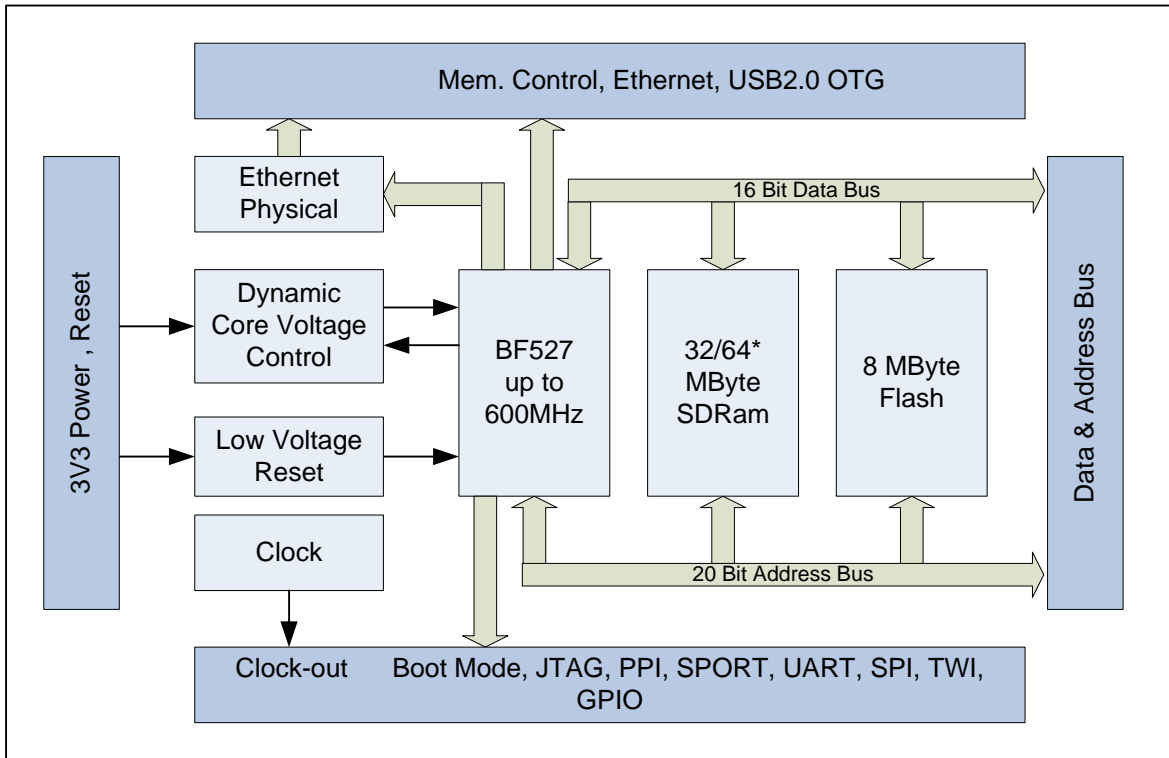 Mem. Control, Ethernet, USB2.0 OTG
Ethernet
Physical
16 Bit Data Bus
3V3 Power , Reset
Dynamic
Core Voltage
Control
BF527
up to
600MHz
32/64*
MByte
SDRam
8 MByte
Flash
Data & Address Bus
Low Voltage
Reset
Clock
20 Bit Address Bus
Clock-out
Boot Mode, JTAG, PPI, SPORT, UART, SPI, TWI,
GPIO